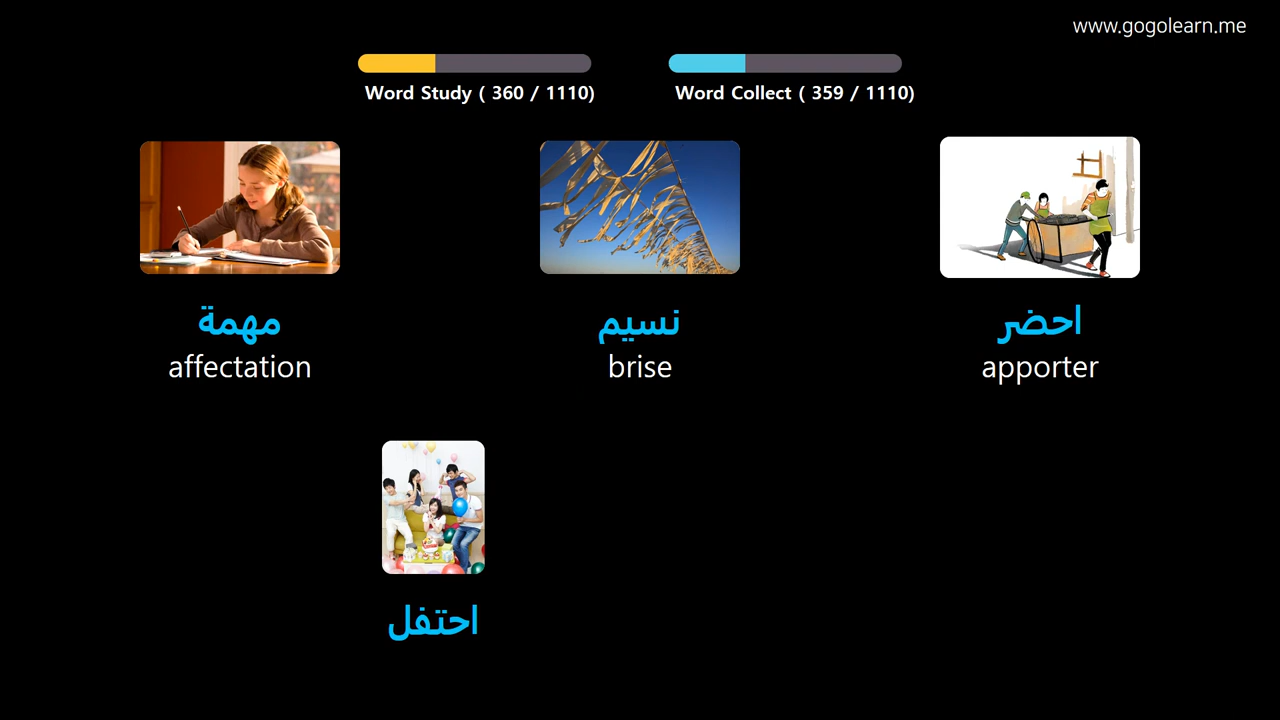 www.gogolearn.me
Word Study ( 360 / 1110)
Word Collect ( 359 / 1110)
مهمة
affectation
نسيم
brise
احضر
apporter
احتفل